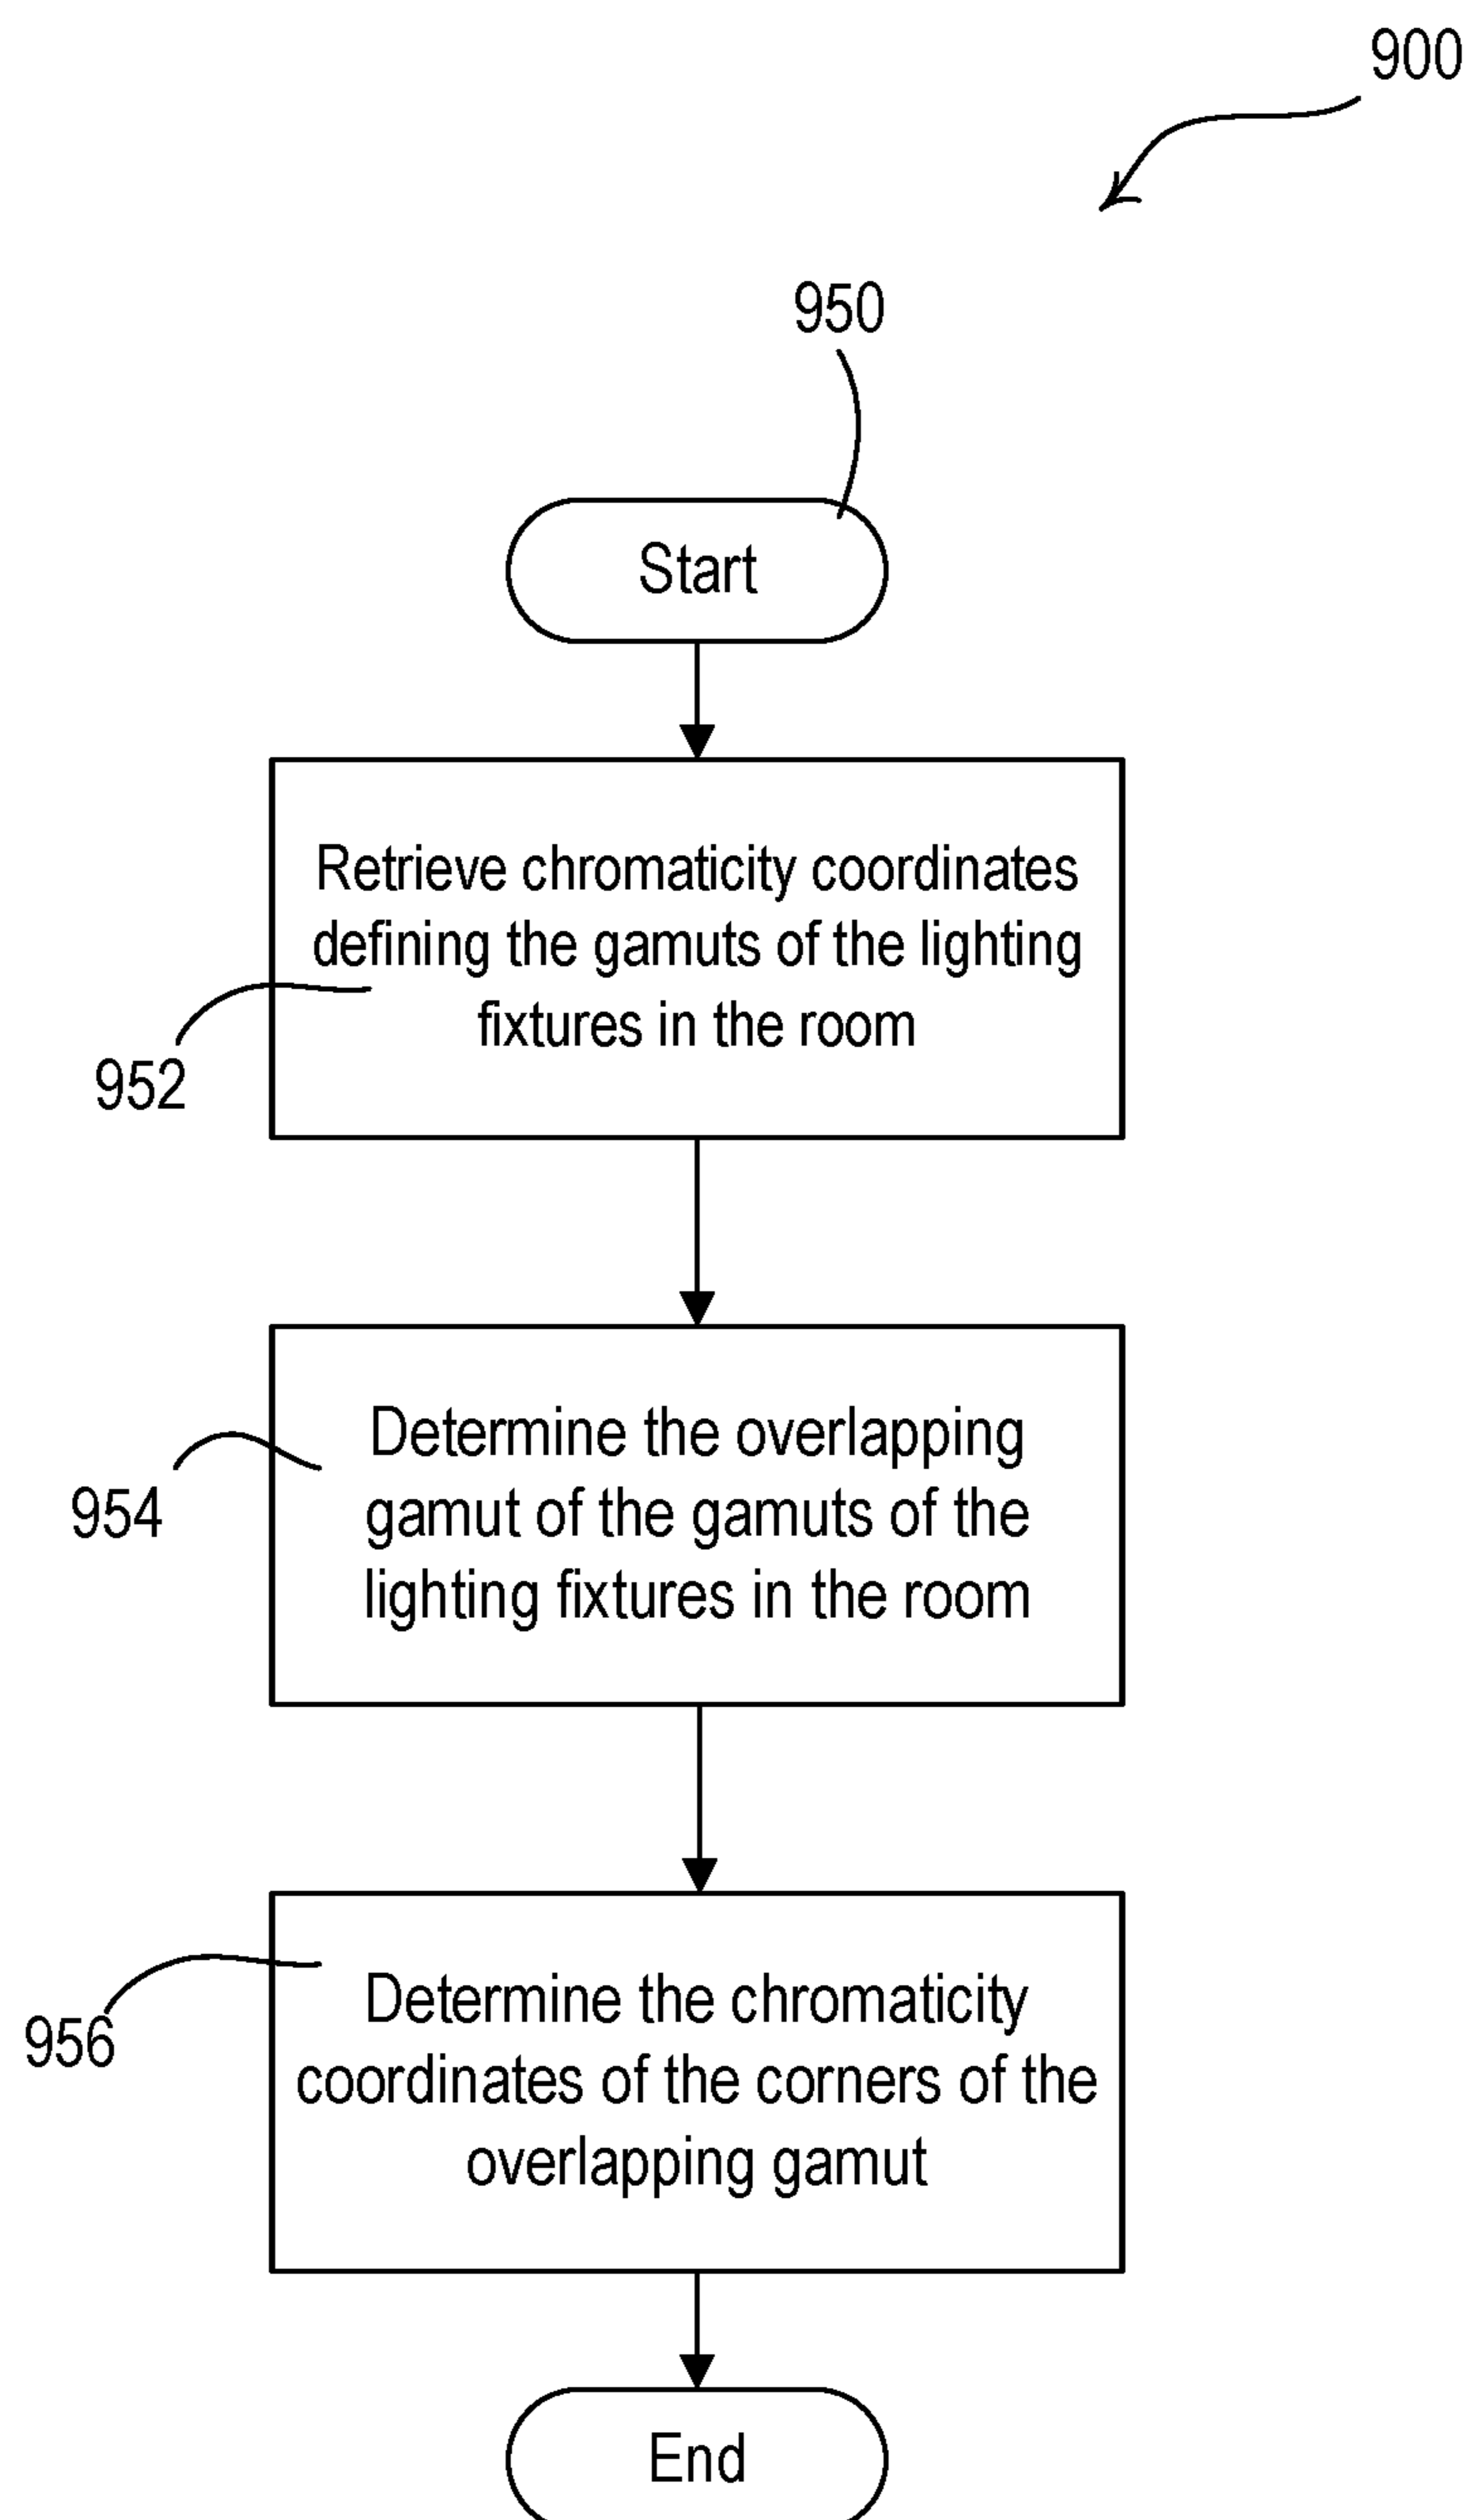 900
950
Start
Retrieve chromaticity coordinates
defining the gamuts of the lighting
fixtures in the room
952
Determine the overlapping
gamut of the gamuts of the
lighting fixtures in the room
954
Determine the chromaticity
coordinates of the corners of the
overlapping gamut
956
End